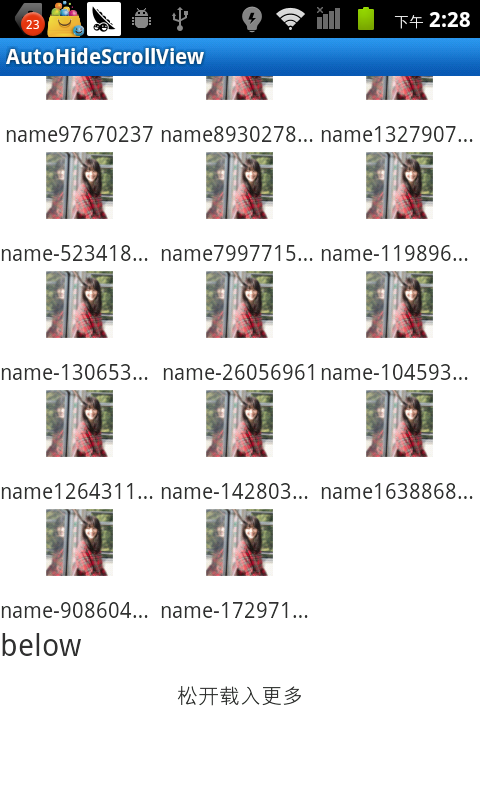 23 下午 2:28
AutoHideScrollView
name97670237 name8930278... name1327907...
name-523418... name7997715... name-119896...
name-130653... name-26056961 name-104593...
name1264311... name-142803... name1638868...
name-908604... name-172971...
below
松开载入更多